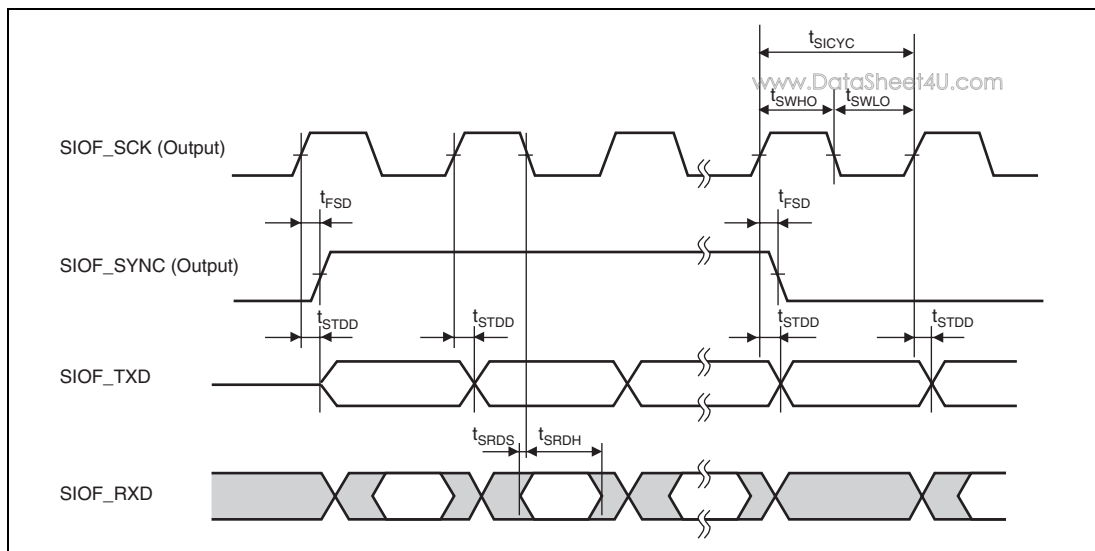 tSICYC
www.DataSheet4U.com
tSWHO tSWLO
SIOF_SCK (Output)
tFSD tFSD
SIOF_SYNC (Output)
tSTDD tSTDD tSTDD tSTDD
SIOF_TXD
tSRDS tSRDH
SIOF_RXD